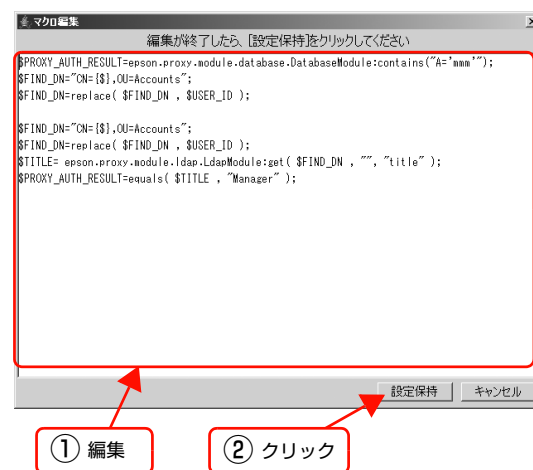 マクロ編集
編集が終了したら、[設定保持]をクリックしてください
$PROXY_AUTH_RESULT=epson.proxy.module.database.DatabaseModule:contains("A='mmm'");
$FIND_DN="CN={$},OU=Accounts";
$FIND_DN=replace( $FIND_DN , $USER_ID );
$FIND_DN="CN={$},OU=Accounts";
$FIND_DN=replace( $FIND_DN , $USER_ID );
$TITLE= epson.proxy.module.ldap.LdapModule:get( $FIND_DN , "", "title" );
$PROXY_AUTH_RESULT=equals( $TITLE , "Manager" );
設定保持 キャンセル
① 編集 ② クリック